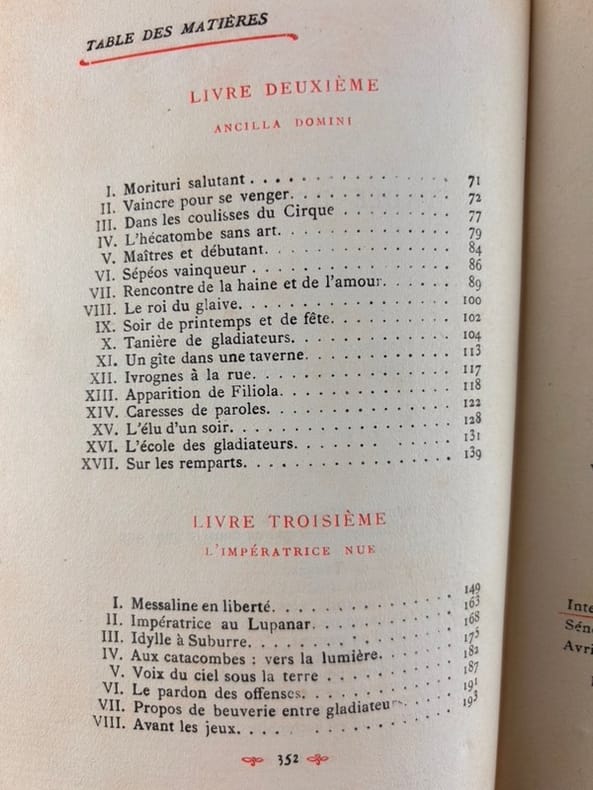 TABLE DES MATIÈRES
LIVRE DEUXIÈME
ANCILLA DOMINI
I. Morituri salutant . . . . . . . . . . . . . . 71
II. Vaincre pour se venger. . . . . . . . . . . . 72
III. Dans les coulisses du Cirque . . . . . . . . . 77
IV. L'hécatombe sans art. . . . . . . . . . . . . 79
V. Maîtres et débutant. . . . . . . . . . . . . . 84
VI. Sépéos vainqueur . . . . . . . . . . . . . . 86
VII. Rencontre de la haine et de l'amour. . . . . . 89
VIII. Le roi du glaive. . . . . . . . . . . . . . . 100
IX. Soir de printemps et de fête. . . . . . . . . 102
X. Tanière de gladiateurs. . . . . . . . . . . . 104
XI. Un gîte dans une taverne. . . . . . . . . . . 113
XII. Ivrognes à la rue. . . . . . . . . . . . . . 117
XIII. Apparition de Filiola. . . . . . . . . . . . . 118
XIV. Caresses de paroles. . . . . . . . . . . . . 122
XV. L'élu d'un soir. . . . . . . . . . . . . . . 128
XVI. L'école des gladiateurs. . . . . . . . . . . 131
XVII. Sur les remparts. . . . . . . . . . . . . . . 139
LIVRE TROISIÈME
L'IMPÉRATRICE NUE
I. Messaline en liberté. . . . . . . . . . . . . 149
II. Impératrice au Lupanar. . . . . . . . . . . . 163
III. Idylle à Suburre. . . . . . . . . . . . . . . 168
IV. Aux catacombes : vers la lumière. . . . . . . 175
V. Voix du ciel sous la terre . . . . . . . . . . 182
VI. Le pardon des offenses. . . . . . . . . . . . 187
VII. Propos de beuverie entre gladiateurs . . . . . 191
VIII. Avant les jeux. . . . . . . . . . . . . . . . 193
352
Inte
Avri